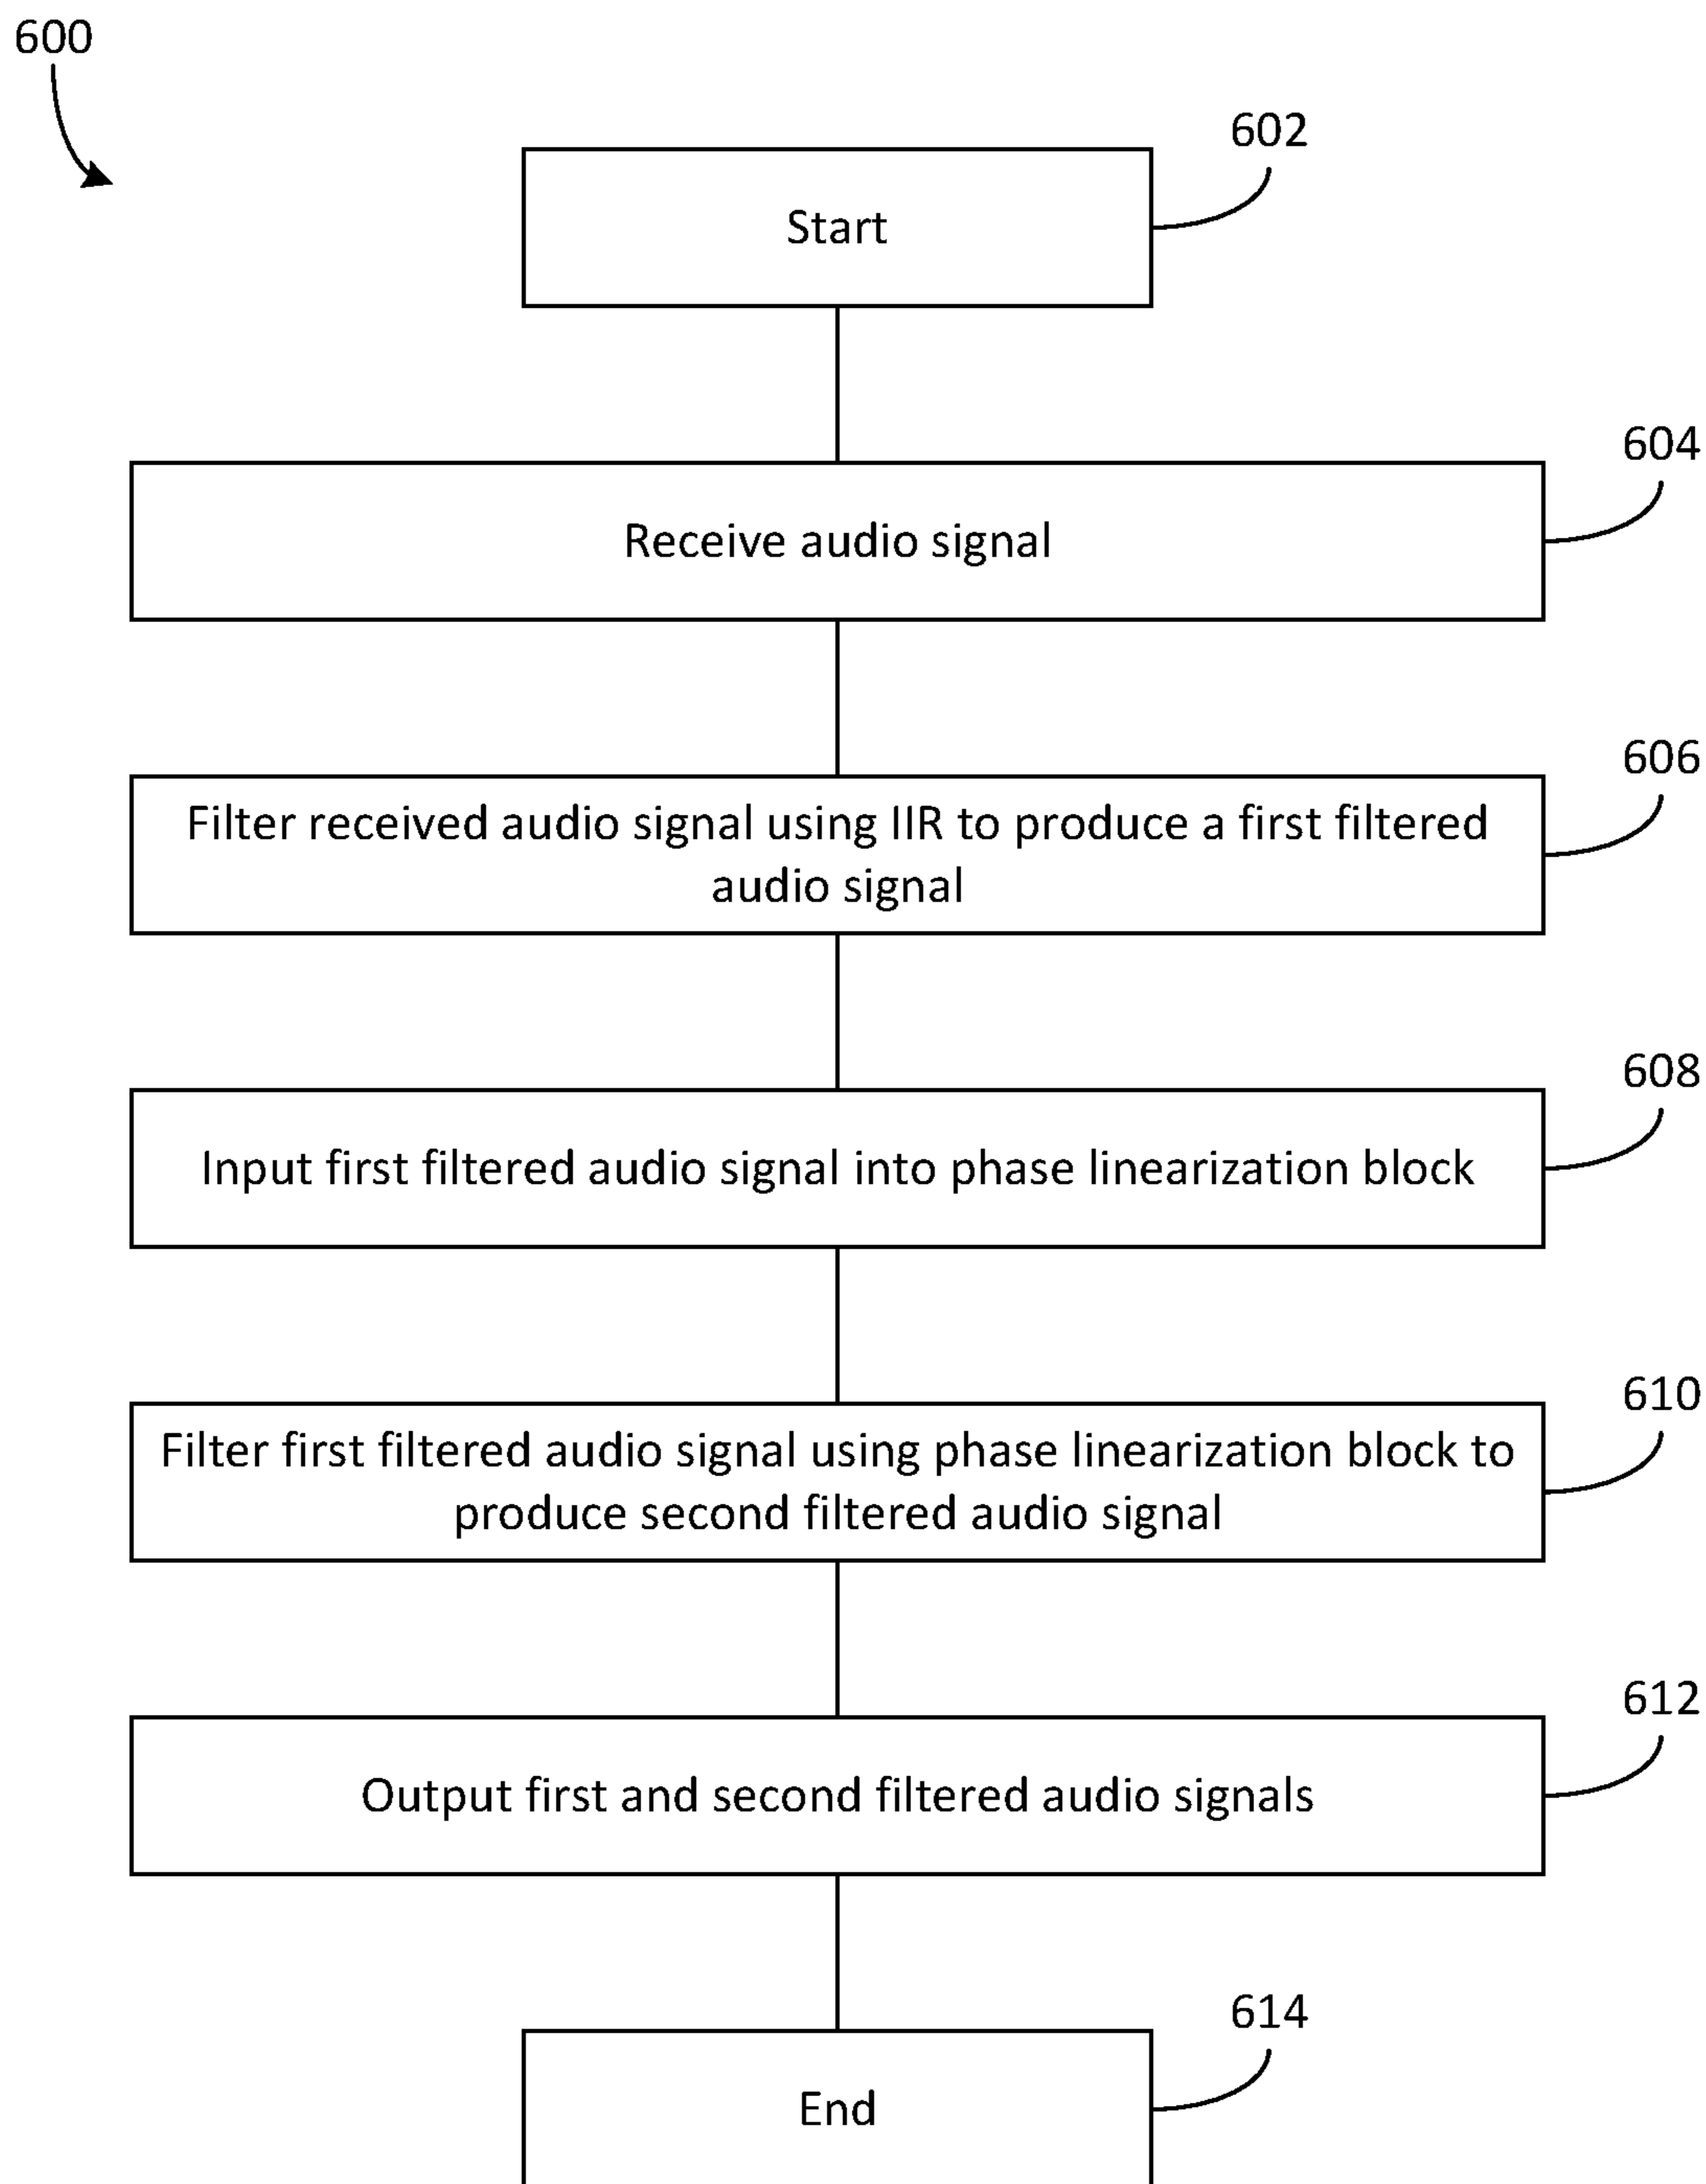 600
602
Start
604
Receive audio signal
606
Filter received audio signal using IIR to produce a first filtered
audio signal
608
Input first filtered audio signal into phase linearization block
610
Filter first filtered audio signal using phase linearization block to
produce second filtered audio signal
612
Output first and second filtered audio signals
614
End